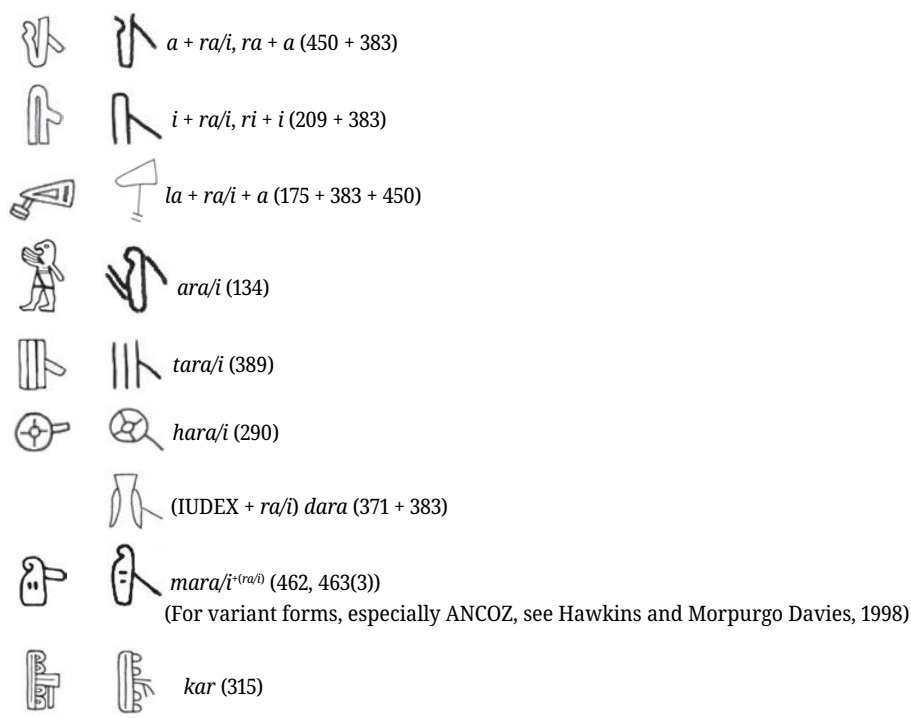 a + ra/i, ra + a (450 + 383)
i + ra/i, ri + i (209 + 383)
la + ra/i + a (175 + 383 + 450)
ara/i (134)
tara/i (389)
hara/i (290)
(IUDEX + ra/i) dara (371 + 383)
mara/i+(ra/i) (462, 463(3))
(For variant forms, especially ANCOZ, see Hawkins and Morpurgo Davies, 1998)
kar (315)